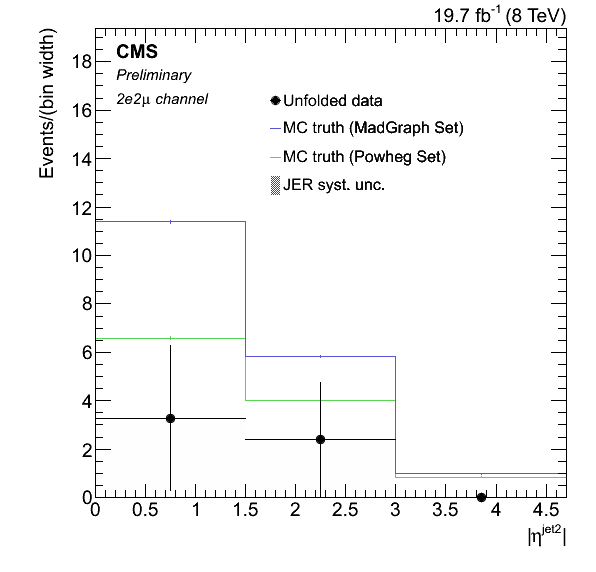 19.7 fb⁻¹ (8 TeV)
CMS
Preliminary
2e2μ channel
Unfolded data
MC truth (MadGraph Set)
MC truth (Powheg Set)
JER syst. unc.
Events/(bin width)
18
16
14
12
10
8
6
4
2
0
0 0.5 1 1.5 2 2.5 3 3.5 4 4.5
|η^jet2|